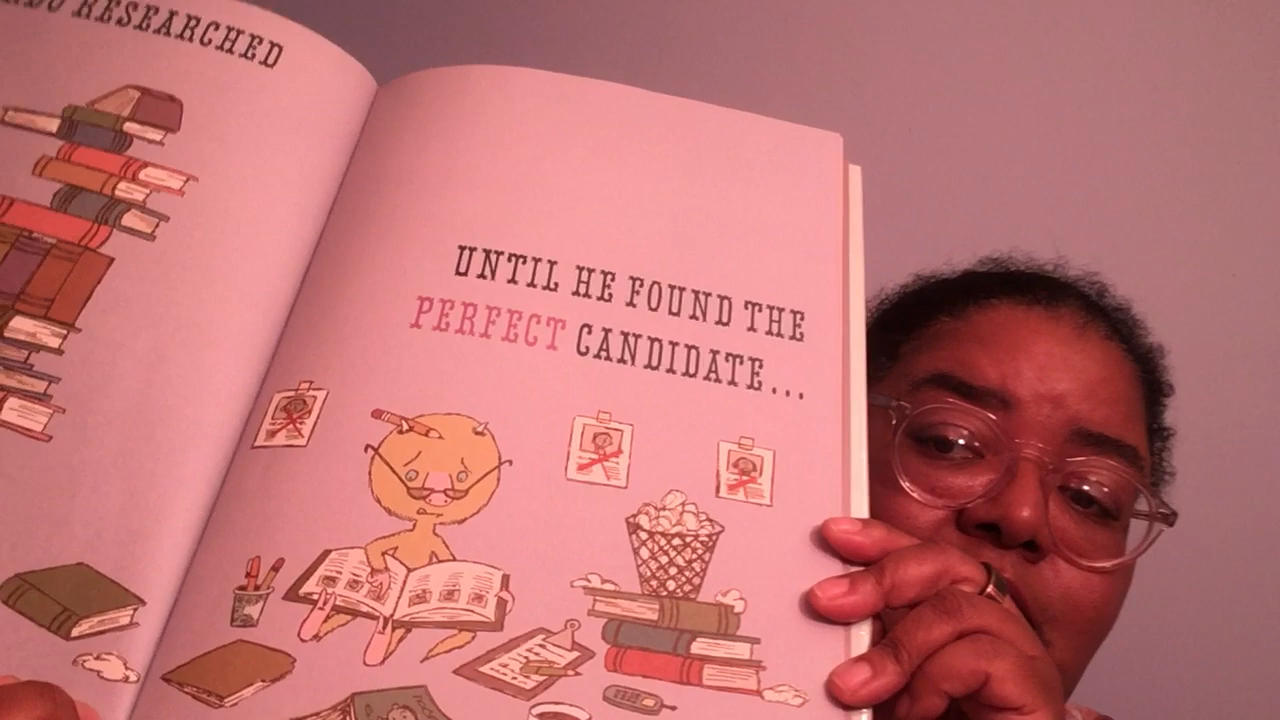 RESEARCHED
UNTIL HE FOUND THE
PERFECT CANDIDATE...